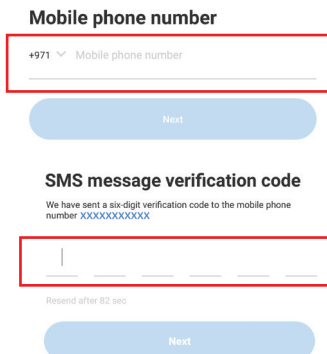 Mobile phone number
+971 Mobile phone number
Next
SMS message verification code
We have sent a six-digit verification code to the mobile phone
number XXXXXXXXXXX
Resend after 82 sec
Next